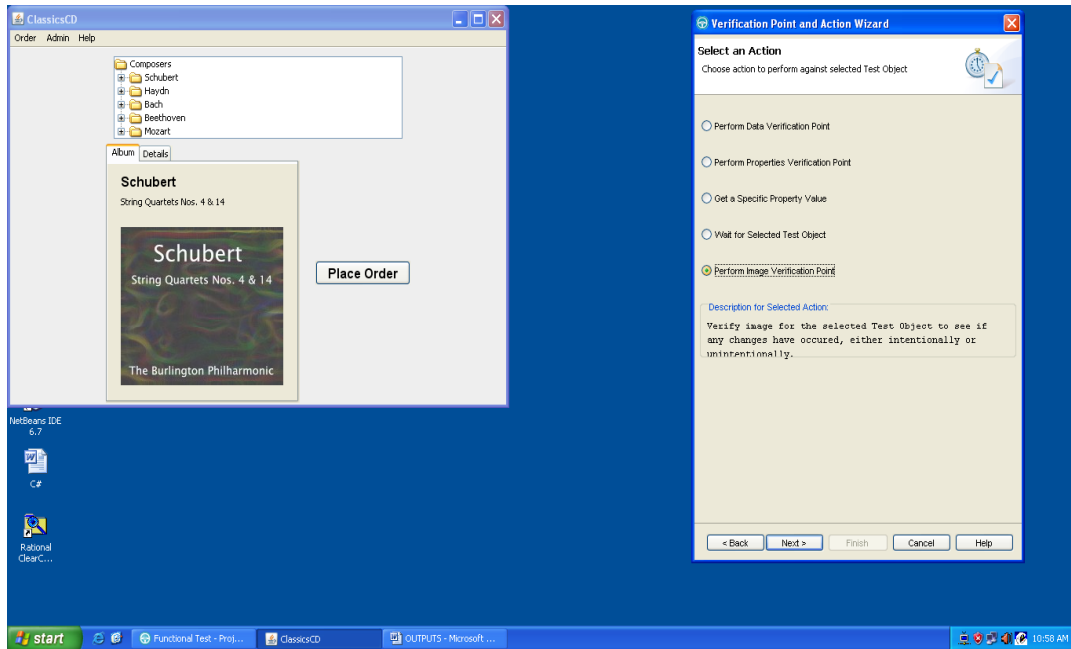 ClassicsCD
Order Admin Help
Composers
Schubert
Haydn
Bach
Beethoven
Mozart
Album Details
Schubert
String Quartets Nos. 4 & 14
Schubert
String Quartets Nos. 4 & 14
The Burlington Philharmonic
Place Order
NetBeans IDE
6.7
C#
Rational
ClearC...
Verification Point and Action Wizard
Select an Action
Choose action to perform against selected Test Object
Perform Data Verification Point
Perform Properties Verification Point
Get a Specific Property Value
Wait for Selected Test Object
Perform Image Verification Point
Description for Selected Action:
Verify image for the selected Test Object to see if
any changes have occured, either intentionally or
unintentionally.
< Back Next > Finish Cancel Help
start Functional Test - Proj... ClassicsCD OUTPUTS - Microsoft ... 10:58 AM